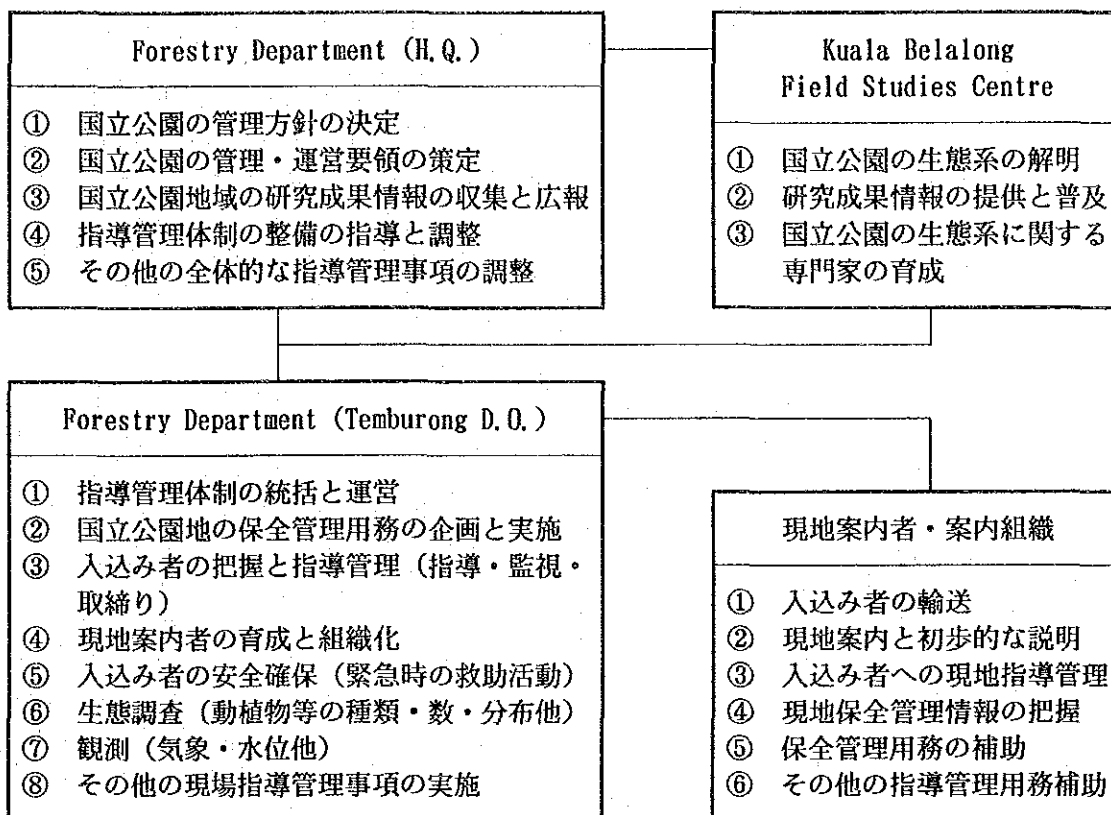 Forestry Department (H.Q.)
① 国立公園の管理方針の決定
② 国立公園の管理・運営要領の策定
③ 国立公園地域の研究成果情報の収集と広報
④ 指導管理体制の整備の指導と調整
⑤ その他の全体的な指導管理事項の調整
Kuala Belalong
Field Studies Centre
① 国立公園の生態系の解明
② 研究成果情報の提供と普及
③ 国立公園の生態系に関する
専門家の育成
Forestry Department (Temburong D.O.)
① 指導管理体制の統括と運営
② 国立公園地の保全管理用務の企画と実施
③ 入込み者の把握と指導管理（指導・監視・
取締り）
④ 現地案内者の育成と組織化
⑤ 入込み者の安全確保（緊急時の救助活動）
⑥ 生態調査（動植物等の種類・数・分布他）
⑦ 観測（気象・水位他）
⑧ その他の現場指導管理事項の実施
現地案内者・案内組織
① 入込み者の輸送
② 現地案内と初歩的な説明
③ 入込み者への現地指導管理
④ 現地保全管理情報の把握
⑤ 保全管理用務の補助
⑥ その他の指導管理用務補助